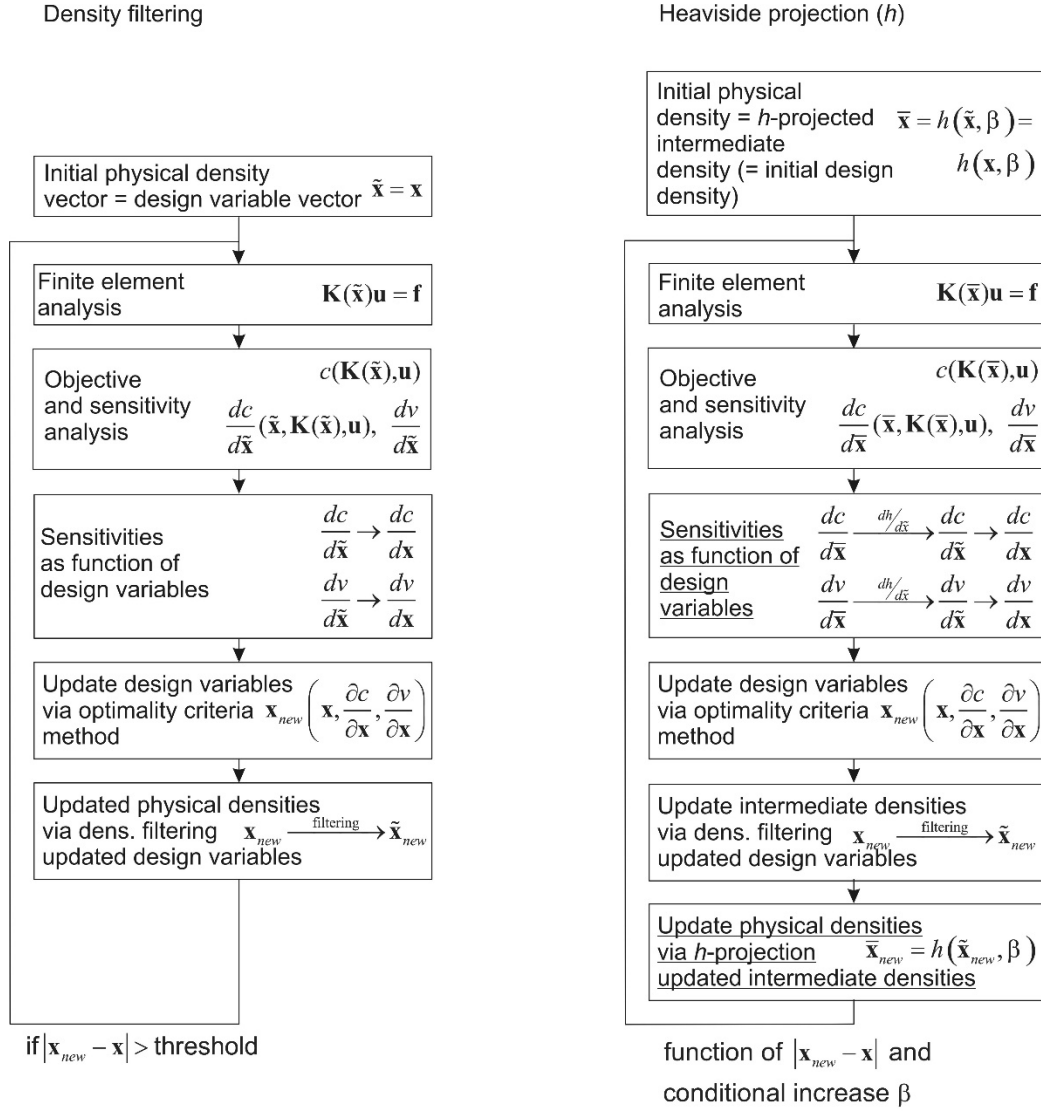 Density filtering
Initial physical density
vector = design variable vector x̃ = x
Finite element
analysis K(x̃)u = f
Objective
and sensitivity
analysis
c(K(x̃),u)
dc/dx̃ (x̃, K(x̃),u), dv/dx̃
Sensitivities
as function of
design variables
dc/dx̃ → dc/dx
dv/dx̃ → dv/dx
Update design variables
via optimality criteria x_new (x, ∂c/∂x, ∂v/∂x)
method
Updated physical densities
via dens. filtering x_new filtering→ x̃_new
updated design variables
if |x_new − x| > threshold
Heaviside projection (h)
Initial physical
density = h-projected
intermediate
density (= initial design
density)
x̄ = h(x̃, β) =
h(x, β)
Finite element
analysis K(x̄)u = f
Objective
and sensitivity
analysis
c(K(x̄),u)
dc/dx̄ (x̄, K(x̄),u), dv/dx̄
Sensitivities
as function of
design
variables
dc/dx̄ dh/dx̃→ dc/dx̃ → dc/dx
dv/dx̄ dh/dx̃→ dv/dx̃ → dv/dx
Update design variables
via optimality criteria x_new (x, ∂c/∂x, ∂v/∂x)
method
Update intermediate densities
via dens. filtering x_new filtering→ x̃_new
updated design variables
Update physical densities
via h-projection x̄_new = h(x̃_new, β)
updated intermediate densities
function of |x_new − x| and
conditional increase β